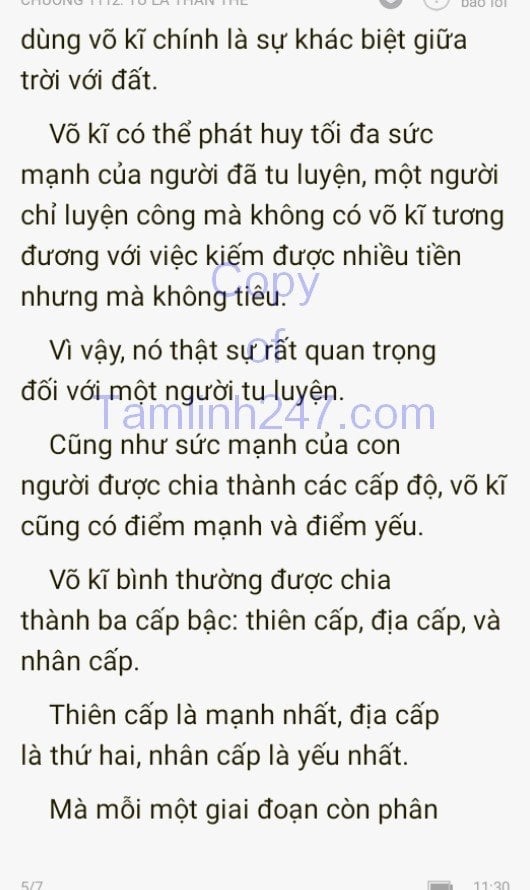 CHƯƠNG 1112: TU LA THÂN THỂ
báo lỗi
dùng võ kĩ chính là sự khác biệt giữa
trời với đất.
Võ kĩ có thể phát huy tối đa sức
mạnh của người đã tu luyện, một người
chỉ luyện công mà không có võ kĩ tương
đương với việc kiếm được nhiều tiền
nhưng mà không tiêu.
Copy
Vì vậy, nó thật sự rất quan trọng
of
đối với một người tu luyện.
Tamlinh247.com
Cũng như sức mạnh của con
người được chia thành các cấp độ, võ kĩ
cũng có điểm mạnh và điểm yếu.
Võ kĩ bình thường được chia
thành ba cấp bậc: thiên cấp, địa cấp, và
nhân cấp.
Thiên cấp là mạnh nhất, địa cấp
là thứ hai, nhân cấp là yếu nhất.
Mà mỗi một giai đoạn còn phân
5/7
11:30